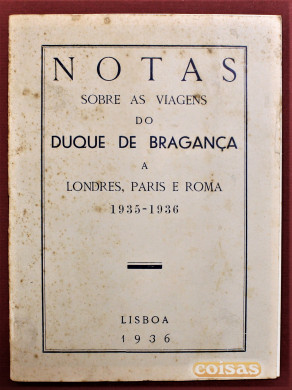 NOTAS
SOBRE AS VIAGENS
DO
DUQUE DE BRAGANÇA
A
LONDRES, PARIS E ROMA
1935-1936
LISBOA
1936
coisas